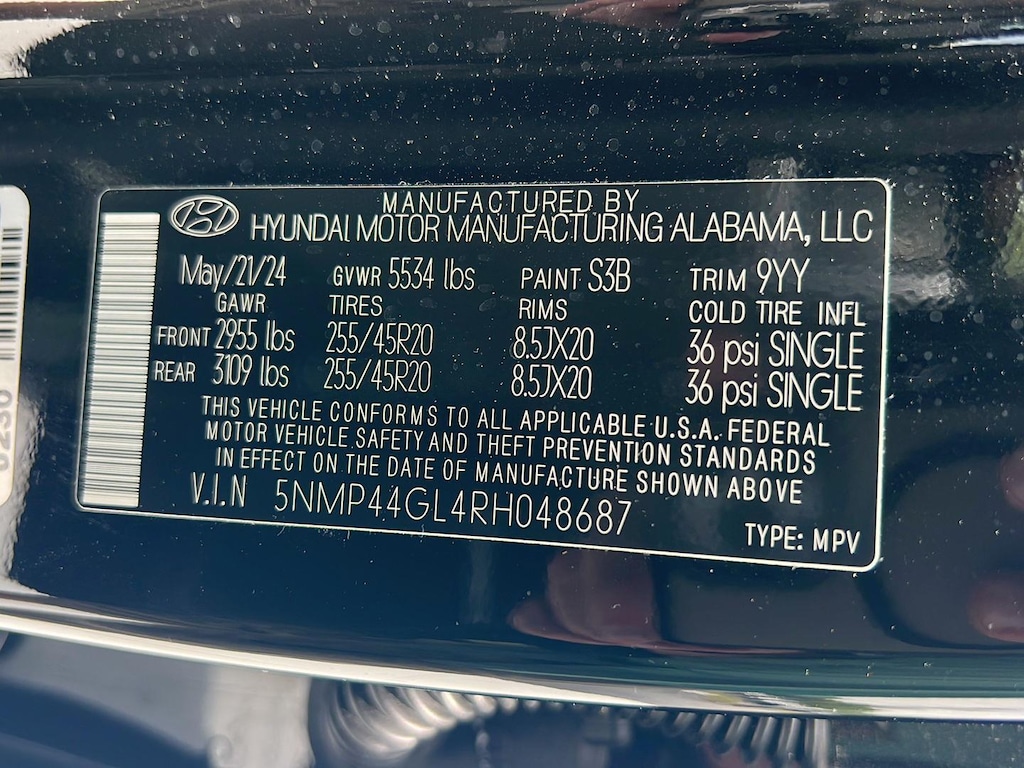 MANUFACTURED BY
HYUNDAI MOTOR MANUFACTURING ALABAMA, LLC
May/21/24 GVWR 5534 lbs PAINT S3B TRIM 9YY
GAWR TIRES RIMS COLD TIRE INFL
FRONT 2955 lbs 255/45R20 8.5JX20 36 psi SINGLE
REAR 3109 lbs 255/45R20 8.5JX20 36 psi SINGLE
THIS VEHICLE CONFORMS TO ALL APPLICABLE U.S.A. FEDERAL
MOTOR VEHICLE SAFETY AND THEFT PREVENTION STANDARDS
IN EFFECT ON THE DATE OF MANUFACTURE SHOWN ABOVE
V.I.N 5NMP44GL4RH048687
TYPE: MPV